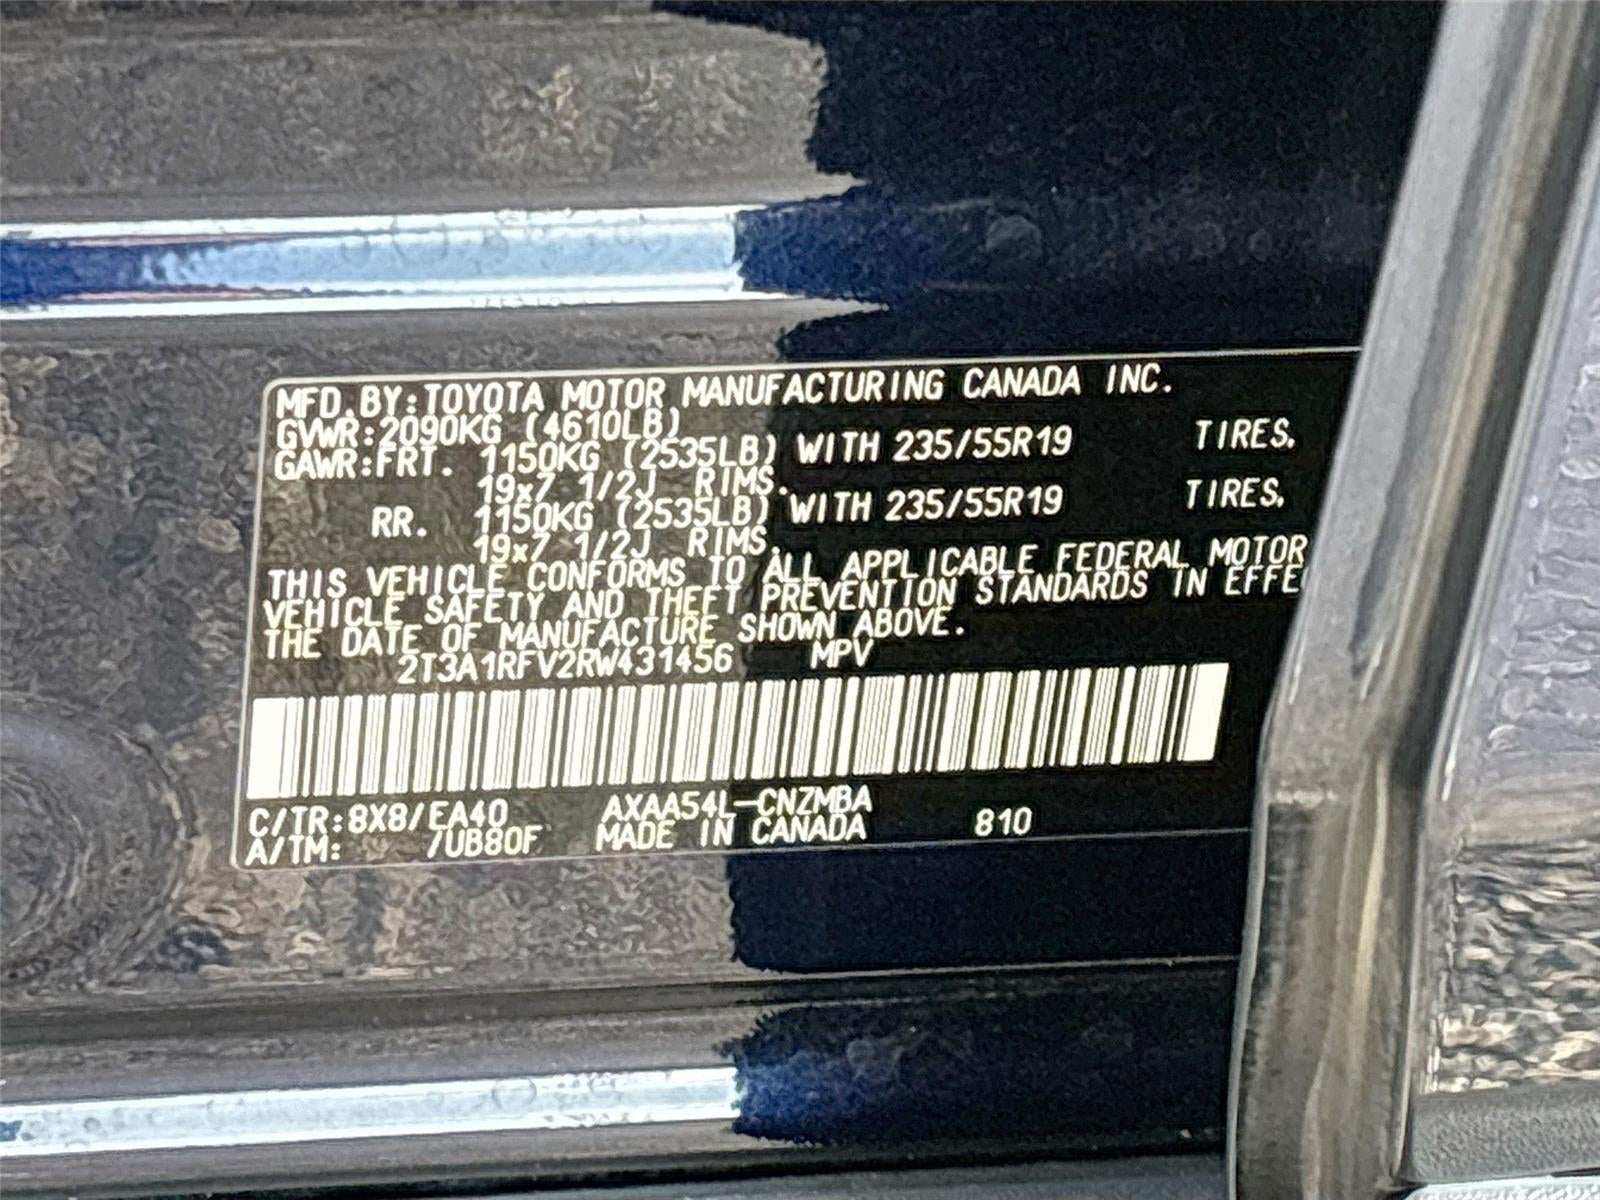 MFD.BY:TOYOTA MOTOR MANUFACTURING CANADA INC.
GVWR:2090KG (4610LB)
GAWR:FRT. 1150KG (2535LB) WITH 235/55R19 TIRES,
19x7 1/2J RIMS.
RR. 1150KG (2535LB) WITH 235/55R19 TIRES,
19x7 1/2J RIMS.
THIS VEHICLE CONFORMS TO ALL APPLICABLE FEDERAL MOTOR
VEHICLE SAFETY AND THEFT PREVENTION STANDARDS IN EFFE
THE DATE OF MANUFACTURE SHOWN ABOVE.
2T3A1RFV2RW431456 MPV
C/TR:8X8/EA40 AXAA54L-CNZMBA
A/TM: /UB80F MADE IN CANADA 810